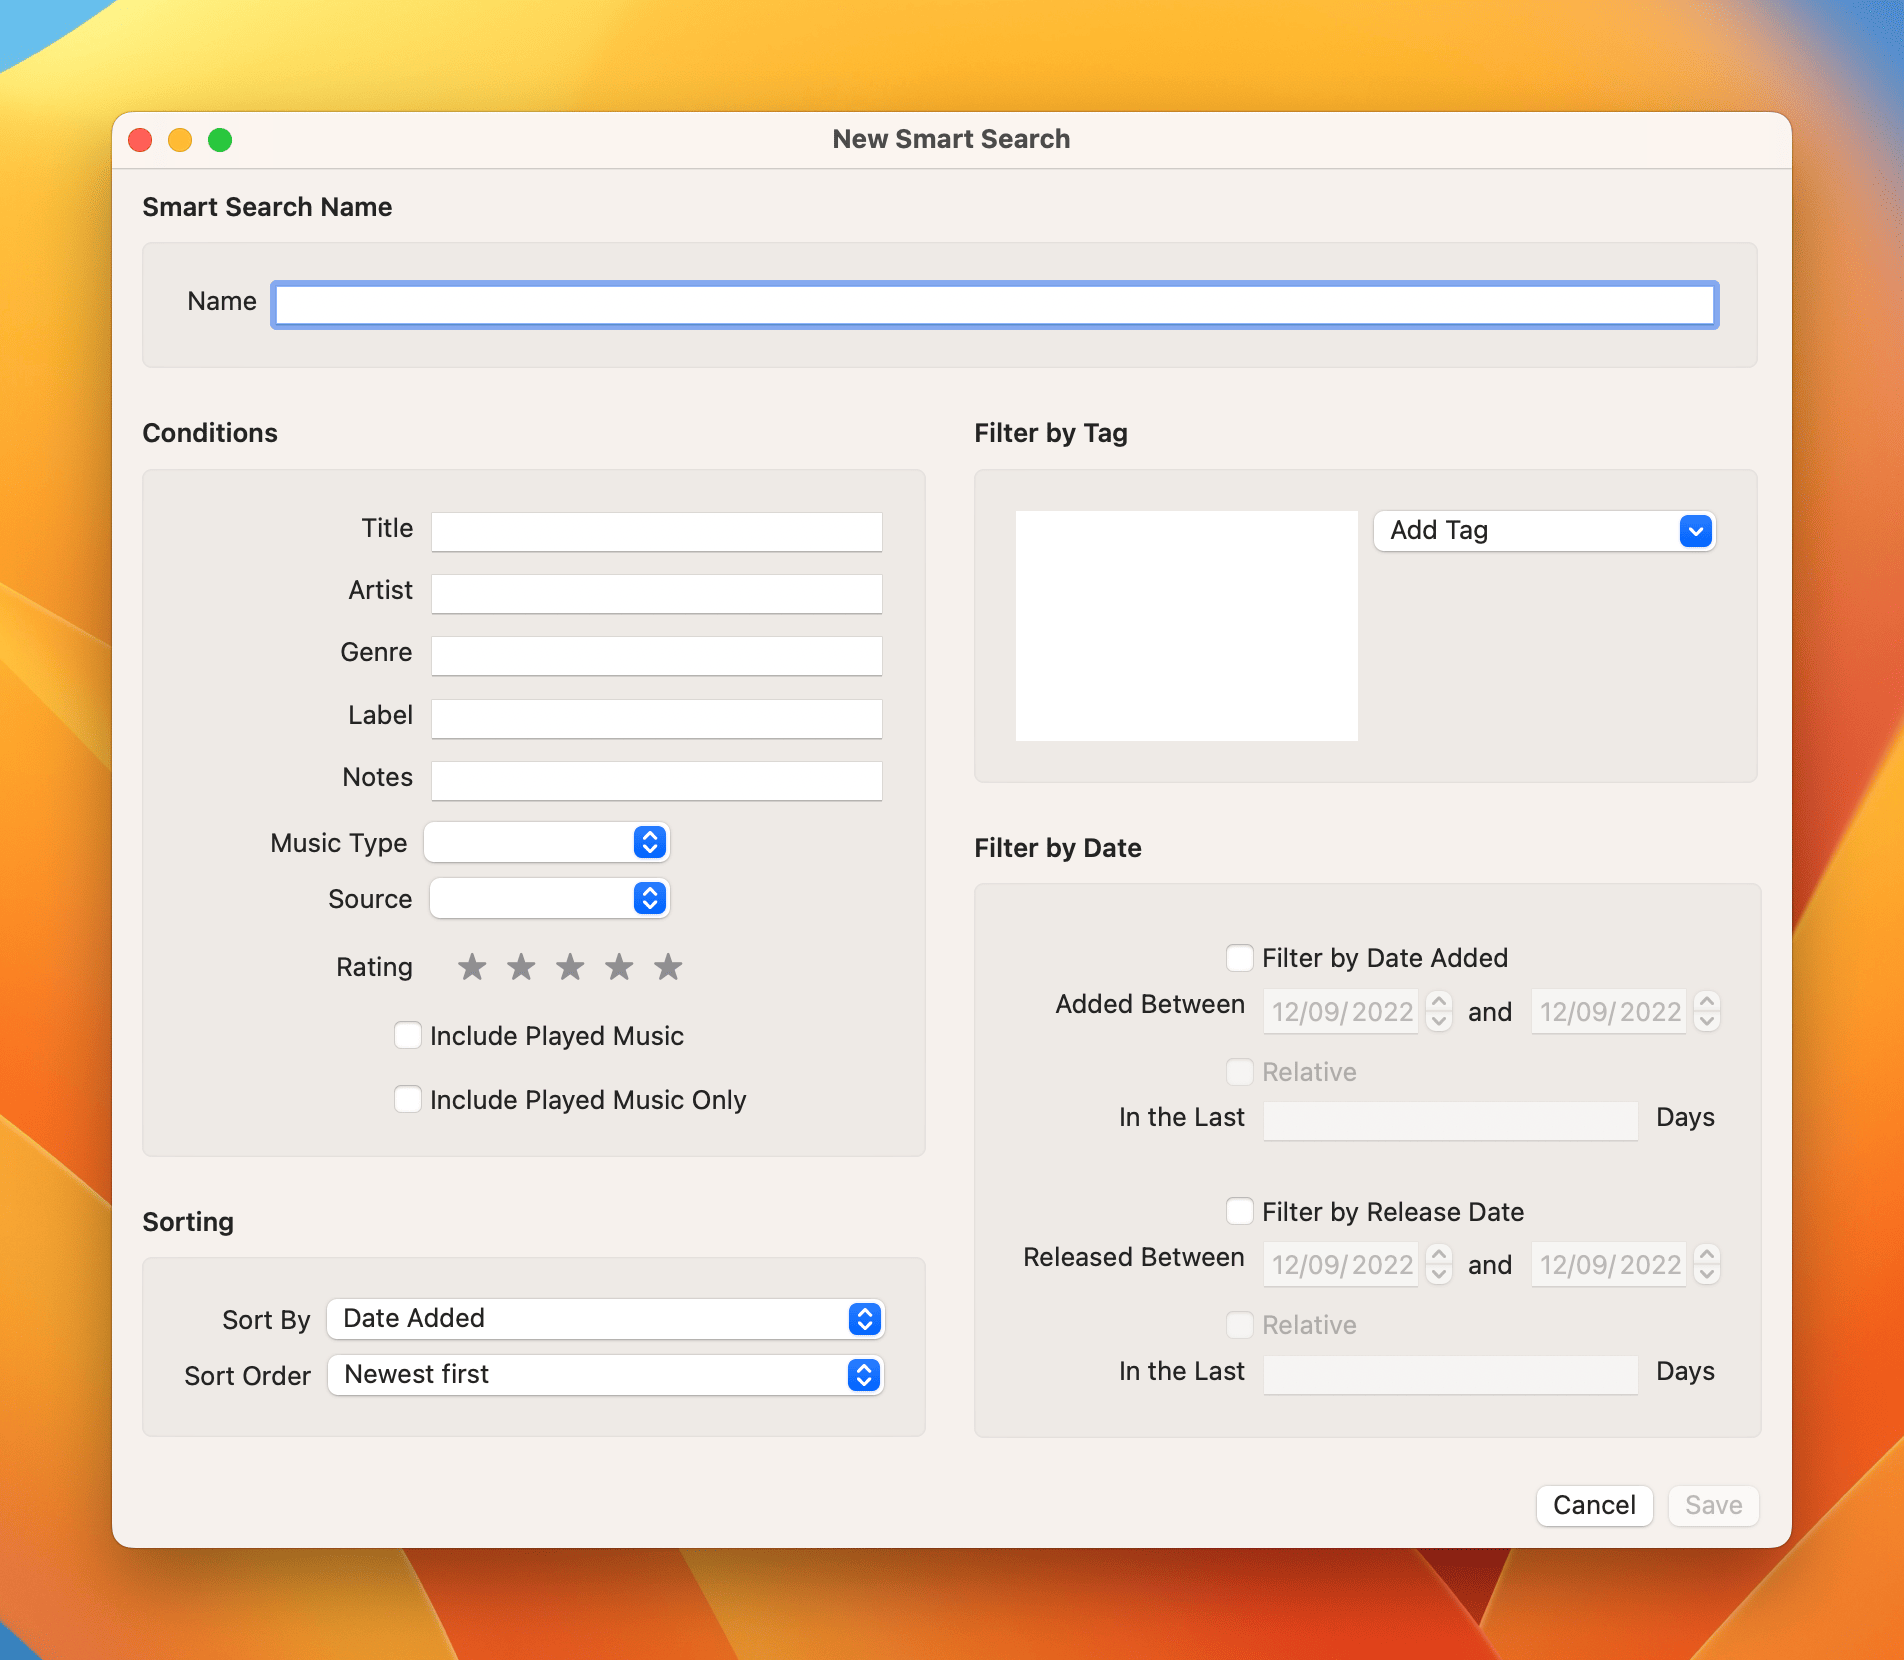 New Smart Search
Smart Search Name
Name
Conditions
Title
Artist
Genre
Label
Notes
Music Type
Source
Rating
Include Played Music
Include Played Music Only
Sorting
Sort By Date Added
Sort Order Newest first
Filter by Tag
Add Tag
Filter by Date
Filter by Date Added
Added Between 12/09/2022 and 12/09/2022
Relative
In the Last Days
Filter by Release Date
Released Between 12/09/2022 and 12/09/2022
Relative
In the Last Days
Cancel Save